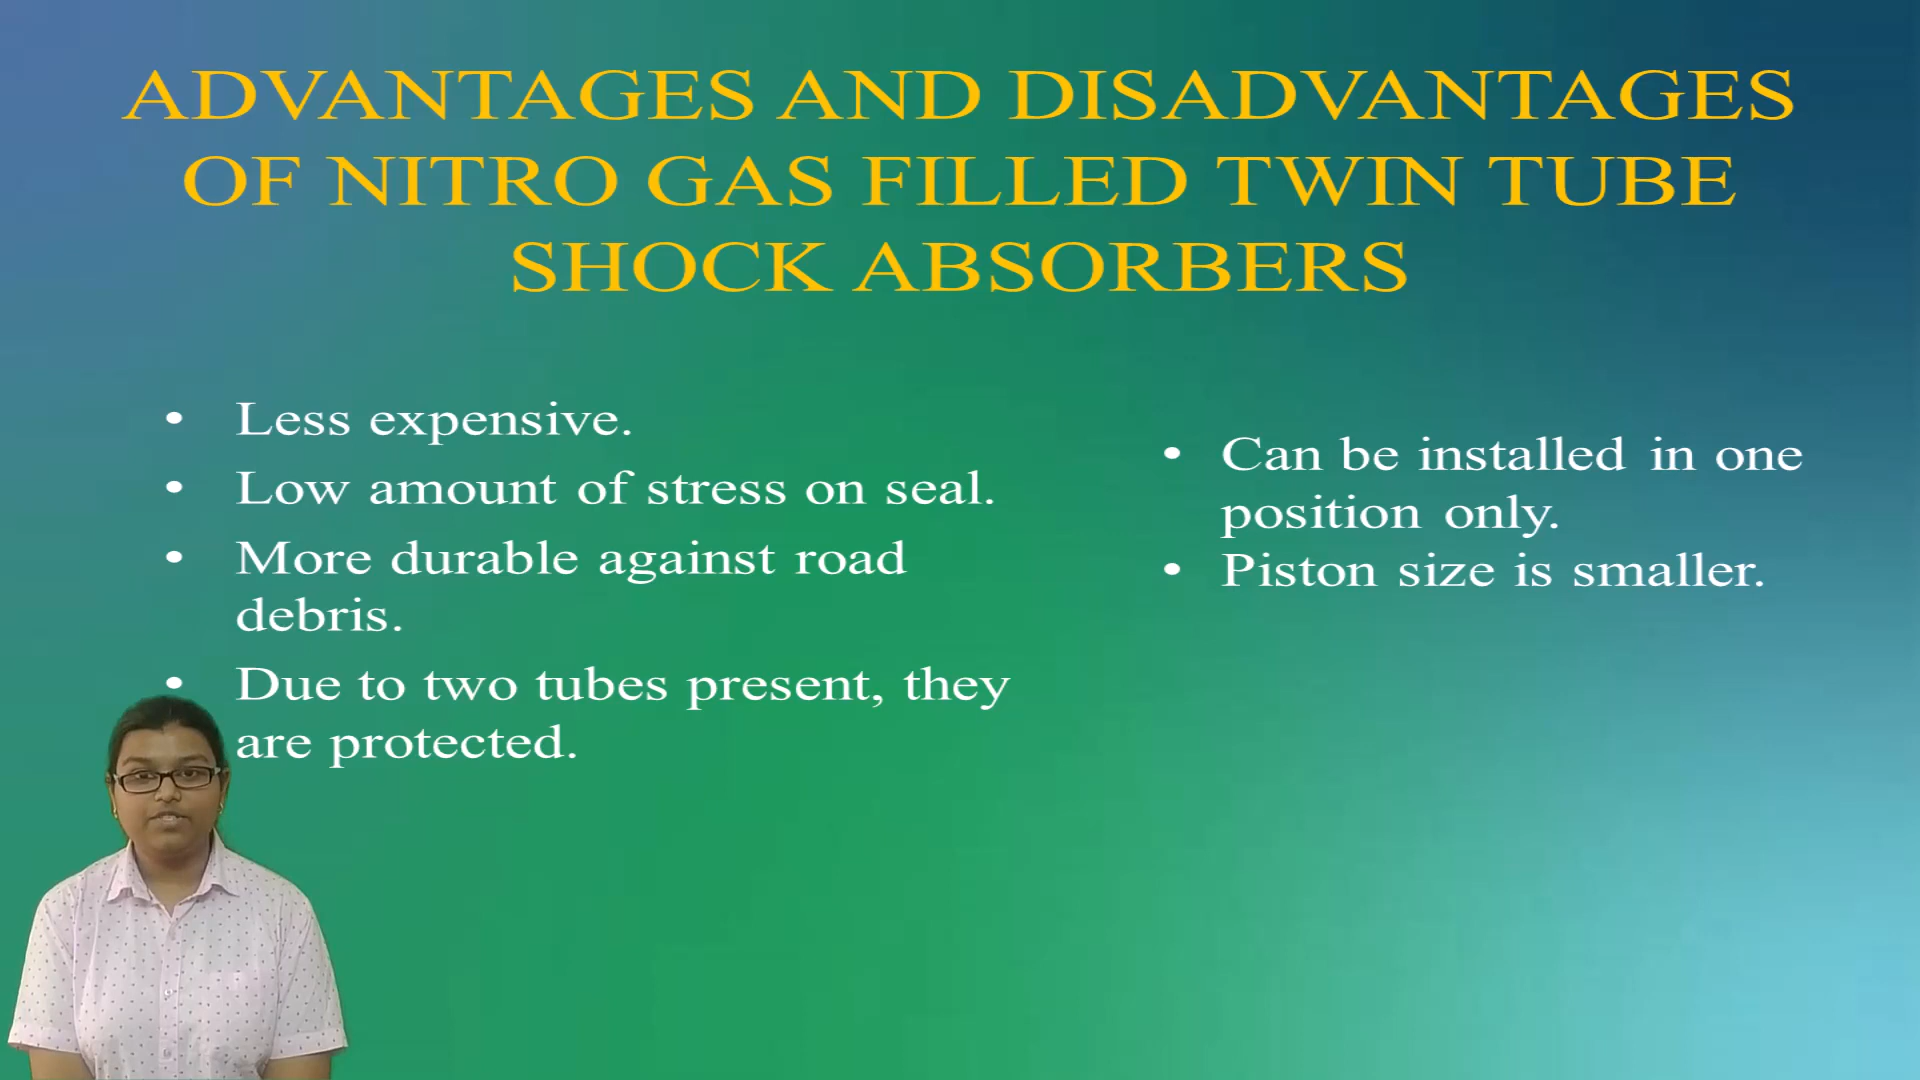 ADVANTAGES AND DISADVANTAGES
OF NITRO GAS FILLED TWIN TUBE
SHOCK ABSORBERS
• Less expensive.
• Low amount of stress on seal.
• More durable against road
debris.
• Due to two tubes present, they
are protected.
• Can be installed in one
position only.
• Piston size is smaller.